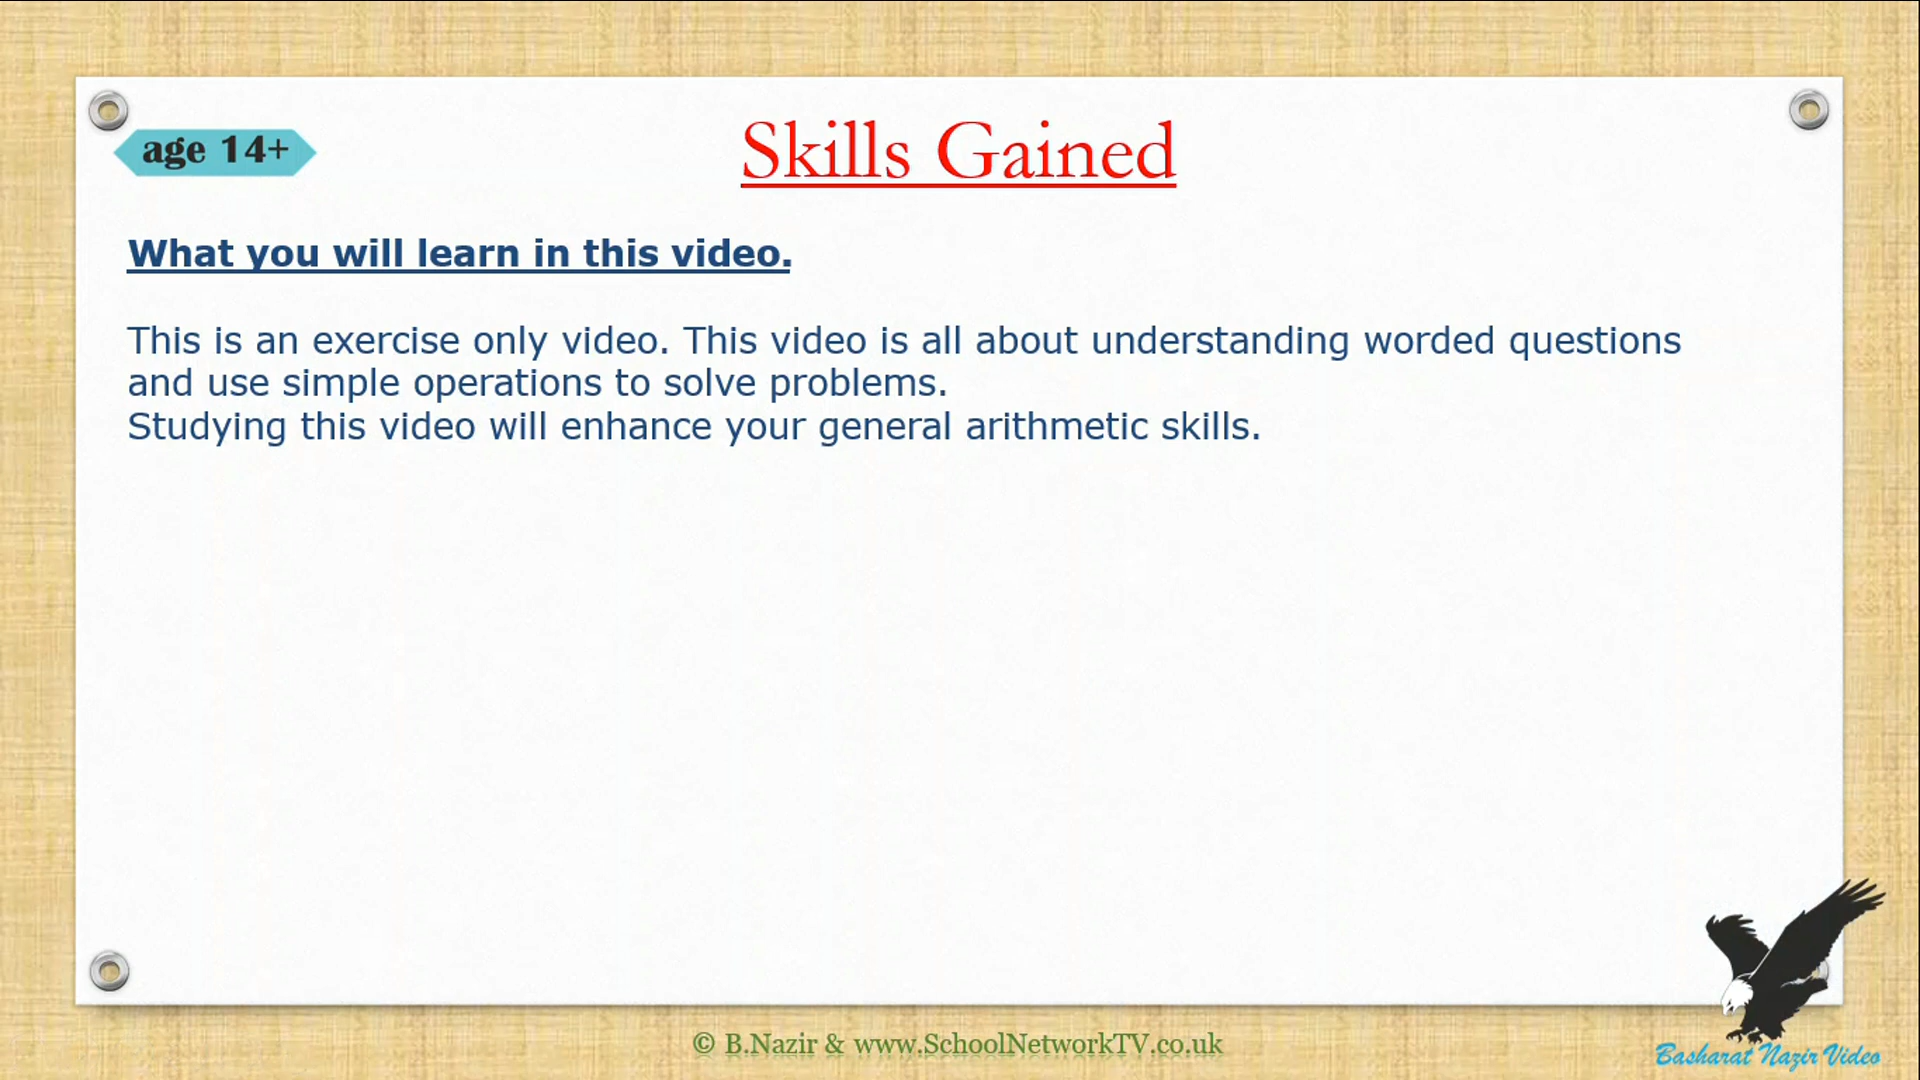 age 14+
Skills Gained
What you will learn in this video.
This is an exercise only video. This video is all about understanding worded questions
and use simple operations to solve problems.
Studying this video will enhance your general arithmetic skills.
© B.Nazir & www.SchoolNetworkTV.co.uk
Basharat Nazir Video